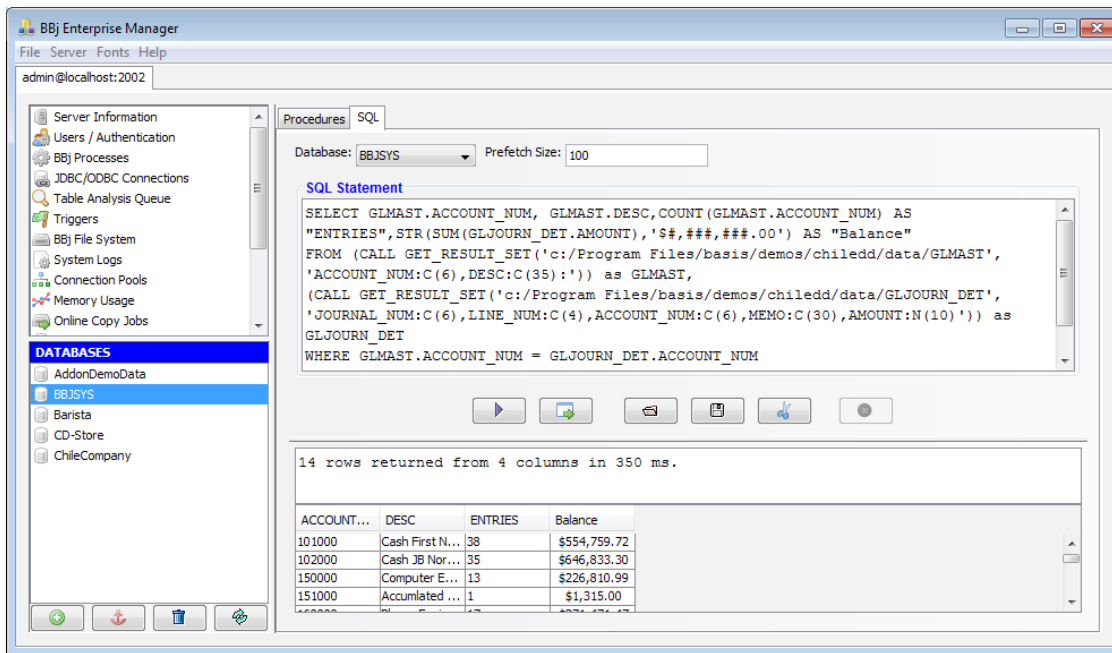 BBj Enterprise Manager
File Server Fonts Help
admin@localhost:2002
Server Information
Users / Authentication
BBj Processes
JDBC/ODBC Connections
Table Analysis Queue
Triggers
BBj File System
System Logs
Connection Pools
Memory Usage
Online Copy Jobs
DATABASES
AddonDemoData
BBJSYS
Barista
CD-Store
ChileCompany
Procedures SQL
Database: BBJSYS Prefetch Size: 100
SQL Statement
SELECT GLMAST.ACCOUNT_NUM, GLMAST.DESC,COUNT(GLMAST.ACCOUNT_NUM) AS
"ENTRIES",STR(SUM(GLJOURN_DET.AMOUNT),'$#,###,###.00') AS "Balance"
FROM (CALL GET_RESULT_SET('c:/Program Files/basis/demos/chiledd/data/GLMAST',
'ACCOUNT_NUM:C(6),DESC:C(35):')) as GLMAST,
(CALL GET_RESULT_SET('c:/Program Files/basis/demos/chiledd/data/GLJOURN_DET',
'JOURNAL_NUM:C(6),LINE_NUM:C(4),ACCOUNT_NUM:C(6),MEMO:C(30),AMOUNT:N(10)')) as
GLJOURN_DET
WHERE GLMAST.ACCOUNT_NUM = GLJOURN_DET.ACCOUNT_NUM
14 rows returned from 4 columns in 350 ms.
ACCOUNT... DESC ENTRIES Balance
101000 Cash First N... 38 $554,759.72
102000 Cash JB Nor... 35 $646,833.30
150000 Computer E... 13 $226,810.99
151000 Accumlated ... 1 $1,315.00